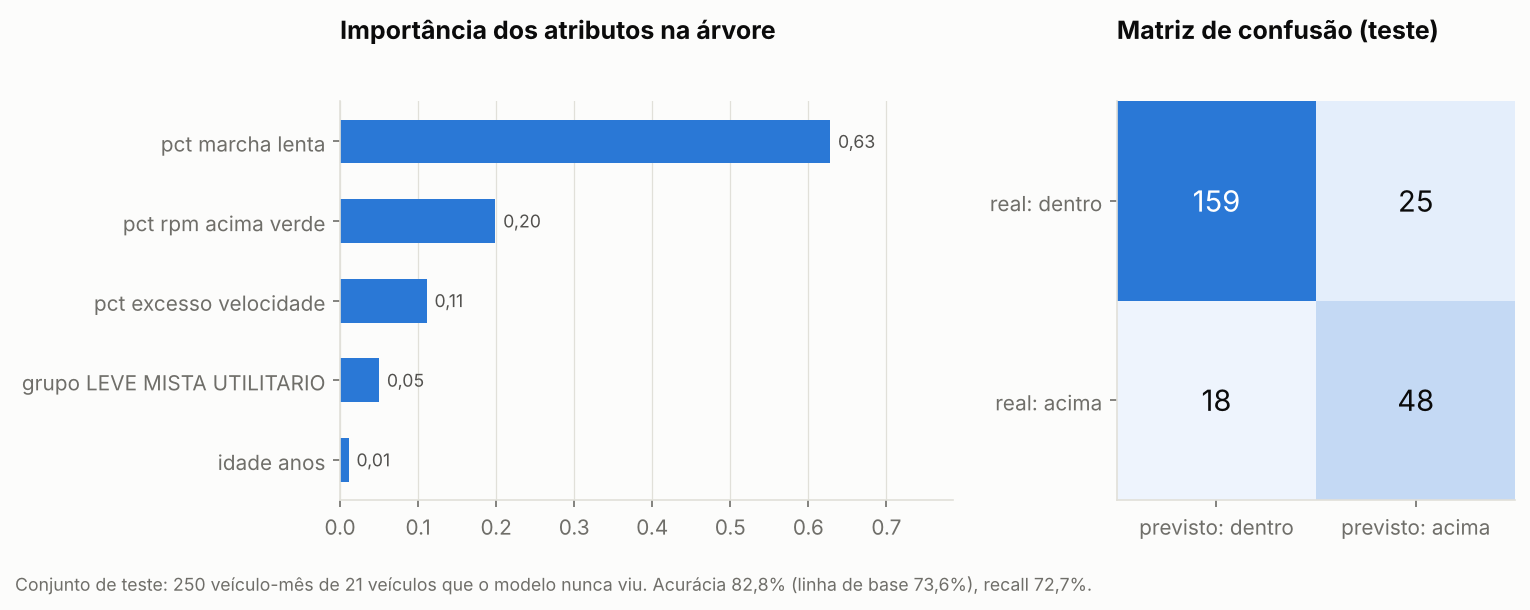 Importância dos atributos na árvore
pct marcha lenta
0,63
pct rpm acima verde
0,20
pct excesso velocidade
0,11
grupo LEVE MISTA UTILITARIO
0,05
idade anos
0,01
0.0 0.1 0.2 0.3 0.4 0.5 0.6 0.7
Matriz de confusão (teste)
real: dentro
159 25
real: acima
18 48
previsto: dentro previsto: acima
Conjunto de teste: 250 veículo-mês de 21 veículos que o modelo nunca viu. Acurácia 82,8% (linha de base 73,6%), recall 72,7%.